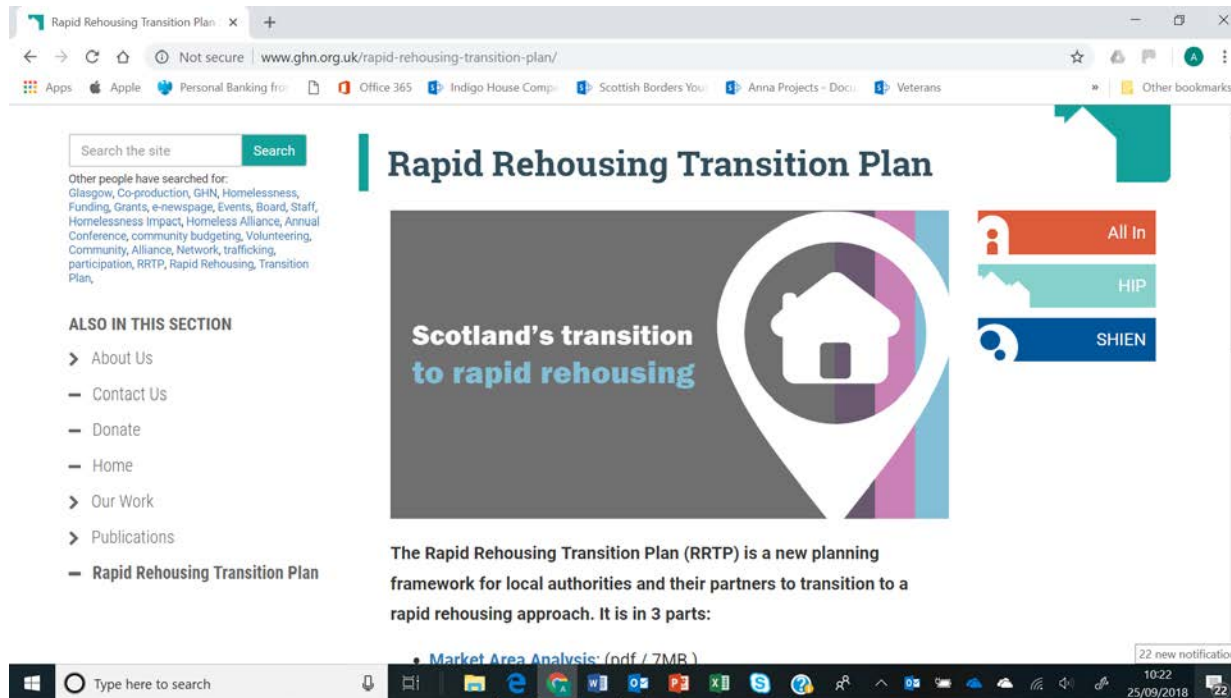 Rapid Rehousing Transition Plan
Not secure | www.ghn.org.uk/rapid-rehousing-transition-plan/
A
Apps Apple Personal Banking fro Office 365 Indigo House Comp Scottish Borders You Anna Projects - Docu Veterans » Other bookmarks
Search the site Search
Other people have searched for:
Glasgow, Co-production, GHN, Homelessness,
Funding, Grants, e-newspage, Events, Board, Staff,
Homelessness Impact, Homeless Alliance, Annual
Conference, community budgeting, Volunteering,
Community, Alliance, Network, trafficking,
participation, RRTP, Rapid Rehousing, Transition
Plan,
ALSO IN THIS SECTION
About Us
Contact Us
Donate
Home
Our Work
Publications
Rapid Rehousing Transition Plan
Rapid Rehousing Transition Plan
Scotland's transition
to rapid rehousing
The Rapid Rehousing Transition Plan (RRTP) is a new planning
framework for local authorities and their partners to transition to a
rapid rehousing approach. It is in 3 parts:
• Market Area Analysis: (pdf / 7MB )
All In
HIP
SHIEN
22 new notificatio
Type here to search
10:22
25/09/2018